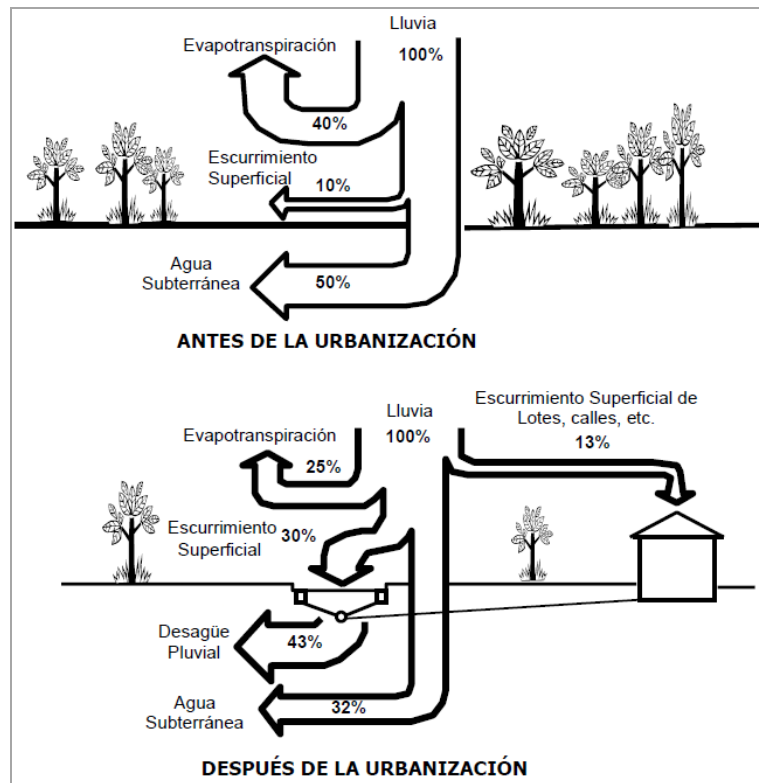 Lluvia
Evapotranspiración
100%
40%
Escurrimiento
Superficial
10%
Agua
Subterránea
50%
ANTES DE LA URBANIZACIÓN
Escurrimiento Superficial de
Lotes, calles, etc.
13%
Lluvia
Evapotranspiración
100%
25%
Escurrimiento
Superficial
30%
Desagüe
Pluvial
43%
Agua
Subterránea
32%
DESPUÉS DE LA URBANIZACIÓN